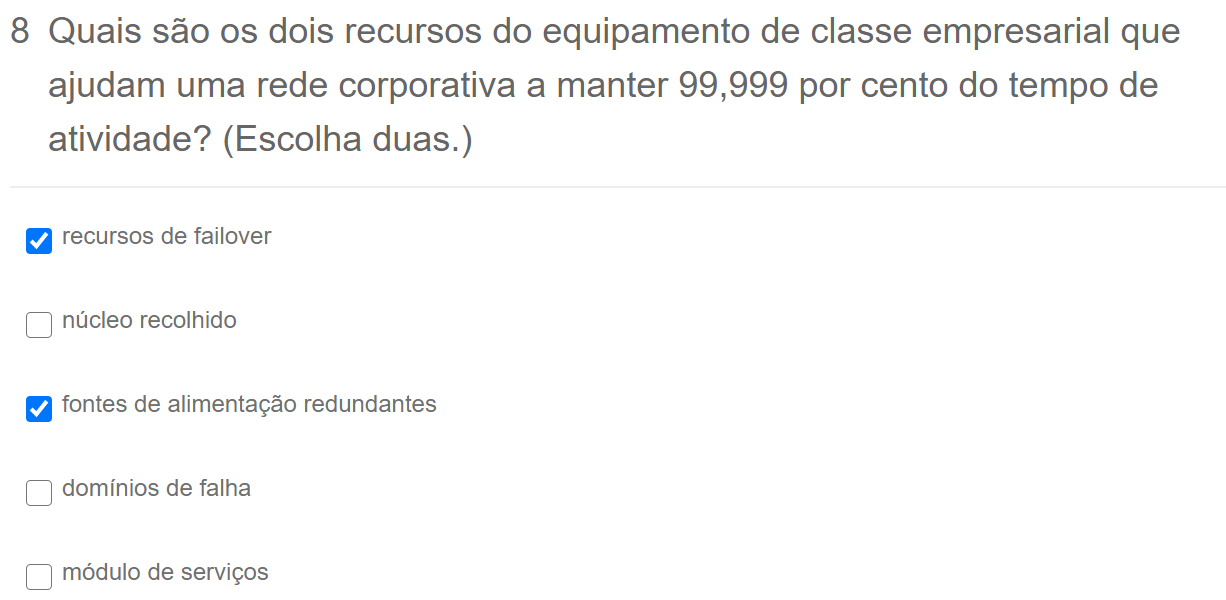 8 Quais são os dois recursos do equipamento de classe empresarial que
ajudam uma rede corporativa a manter 99,999 por cento do tempo de
atividade? (Escolha duas.)
recursos de failover
núcleo recolhido
fontes de alimentação redundantes
domínios de falha
módulo de serviços